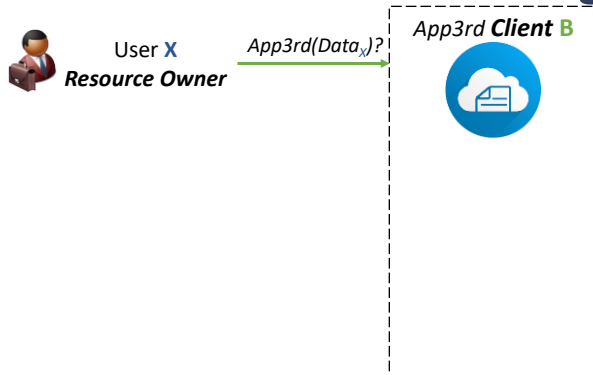 User X
Resource Owner
App3rd(Dataₓ)?
App3rd Client B